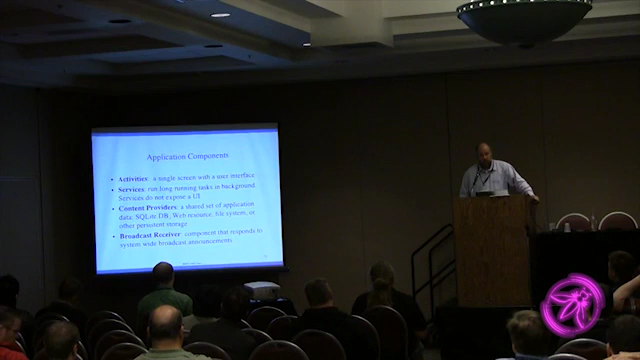 Application Components
• Activities: a single screen with a user interface
• Services: run long running tasks in background.
Services do not expose a UI
• Content Providers: a shared set of application
data, SQLite DB, Web resource, file system, or
other persistent storage
• Broadcast Receiver: component that responds to
system wide broadcast announcements.